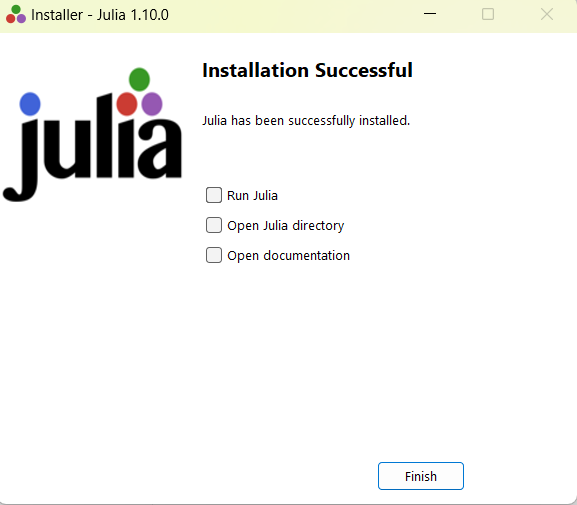 Installer - Julia 1.10.0
julia
Installation Successful
Julia has been successfully installed.
Run Julia
Open Julia directory
Open documentation
Finish